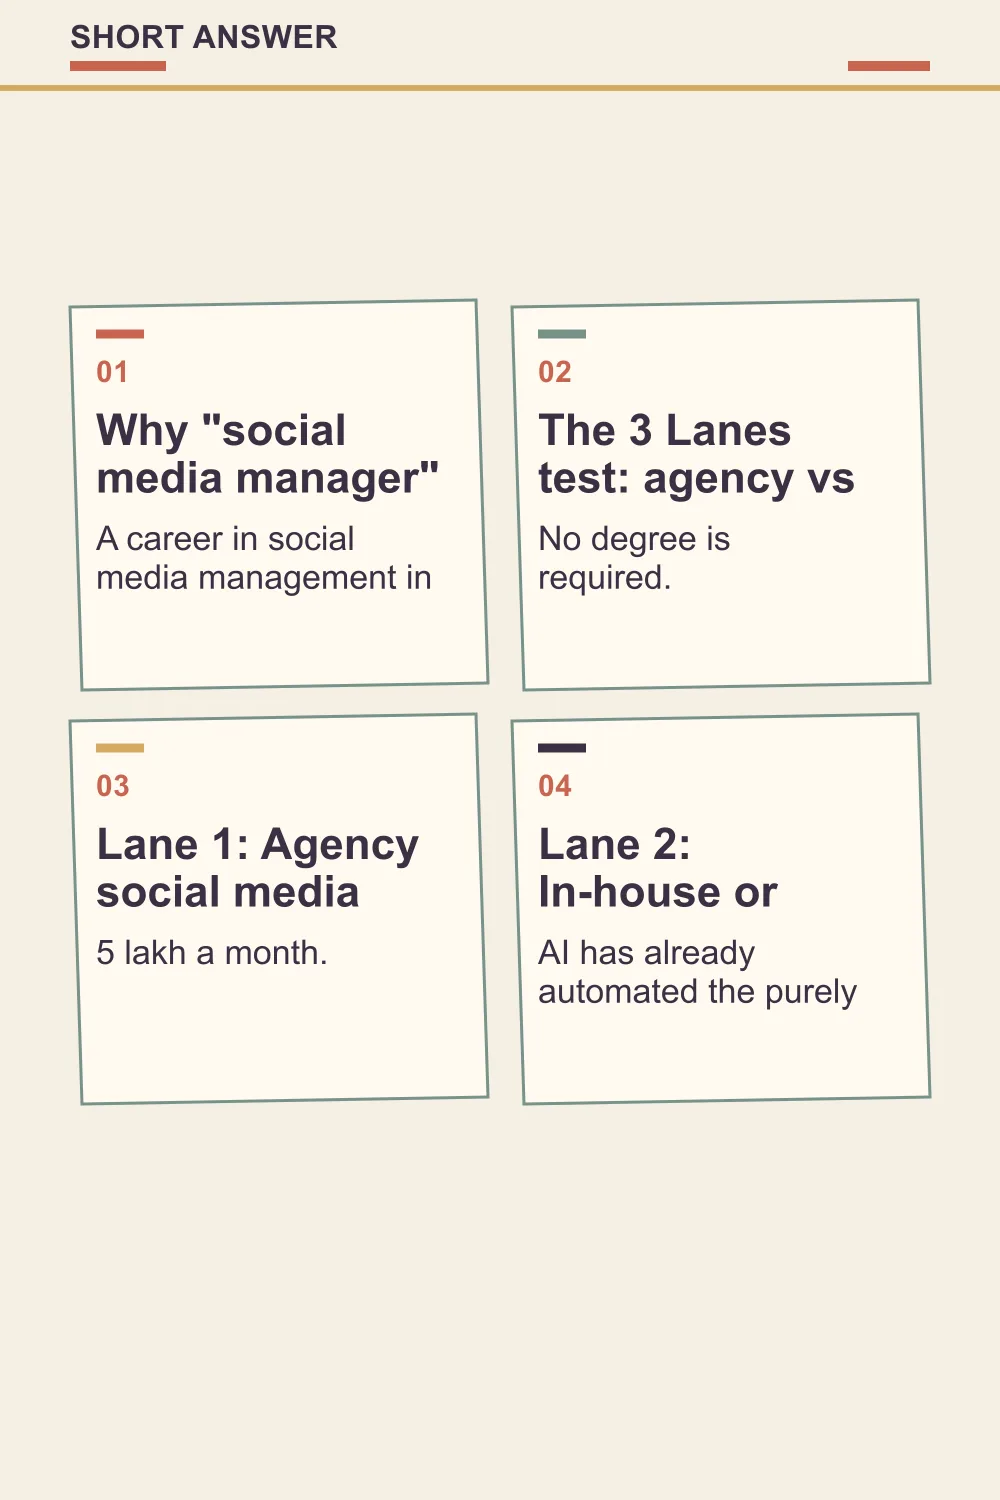 SHORT ANSWER
01
Why "social
media manager"
A career in social
media management in
02
The 3 Lanes
test: agency vs
No degree is
required.
03
Lane 1: Agency
social media
5 lakh a month.
04
Lane 2:
In-house or
AI has already
automated the purely